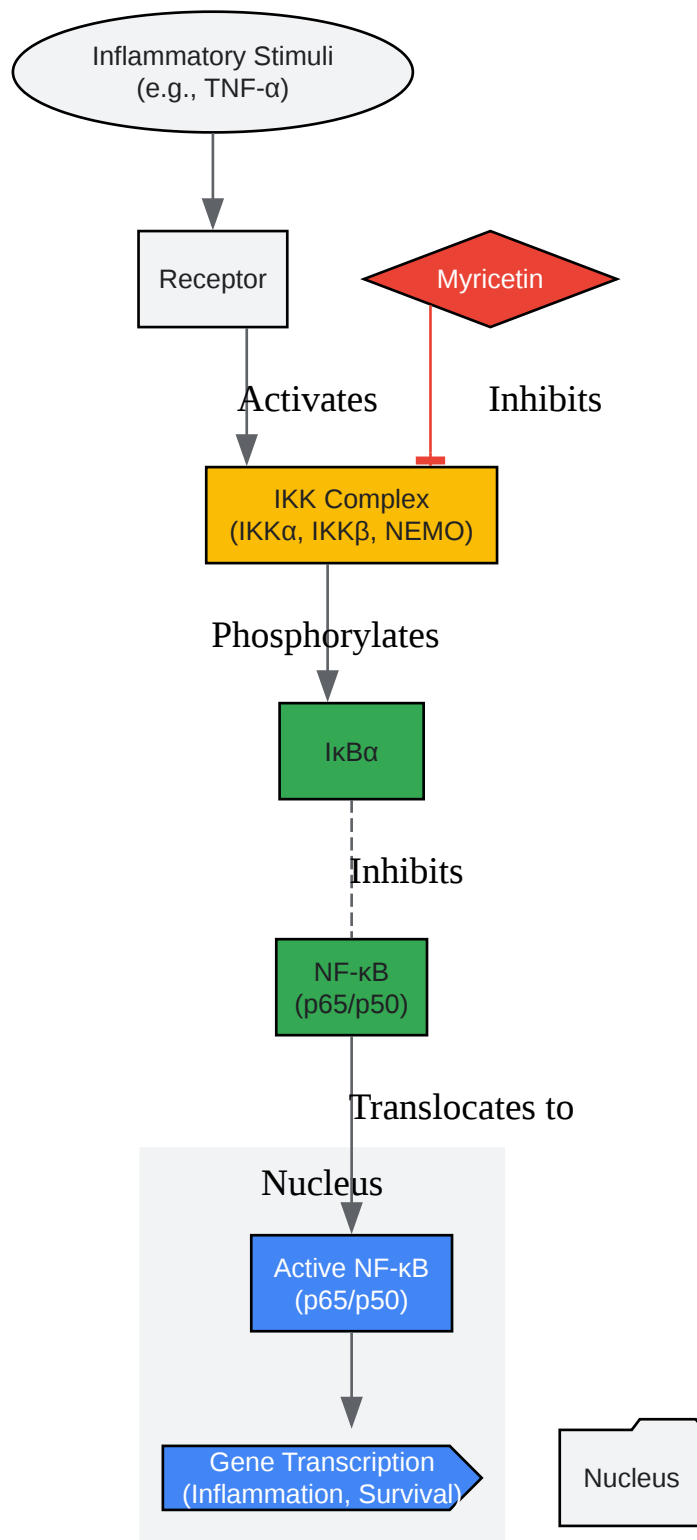 Inflammatory Stimuli
(e.g., TNF-α)
Receptor
Myricetin
Activates
Inhibits
IKK Complex
(IKKα, IKKβ, NEMO)
Phosphorylates
IκBα
Inhibits
NF-κB
(p65/p50)
Translocates to
Nucleus
Active NF-κB
(p65/p50)
Gene Transcription
(Inflammation, Survival)
Nucleus